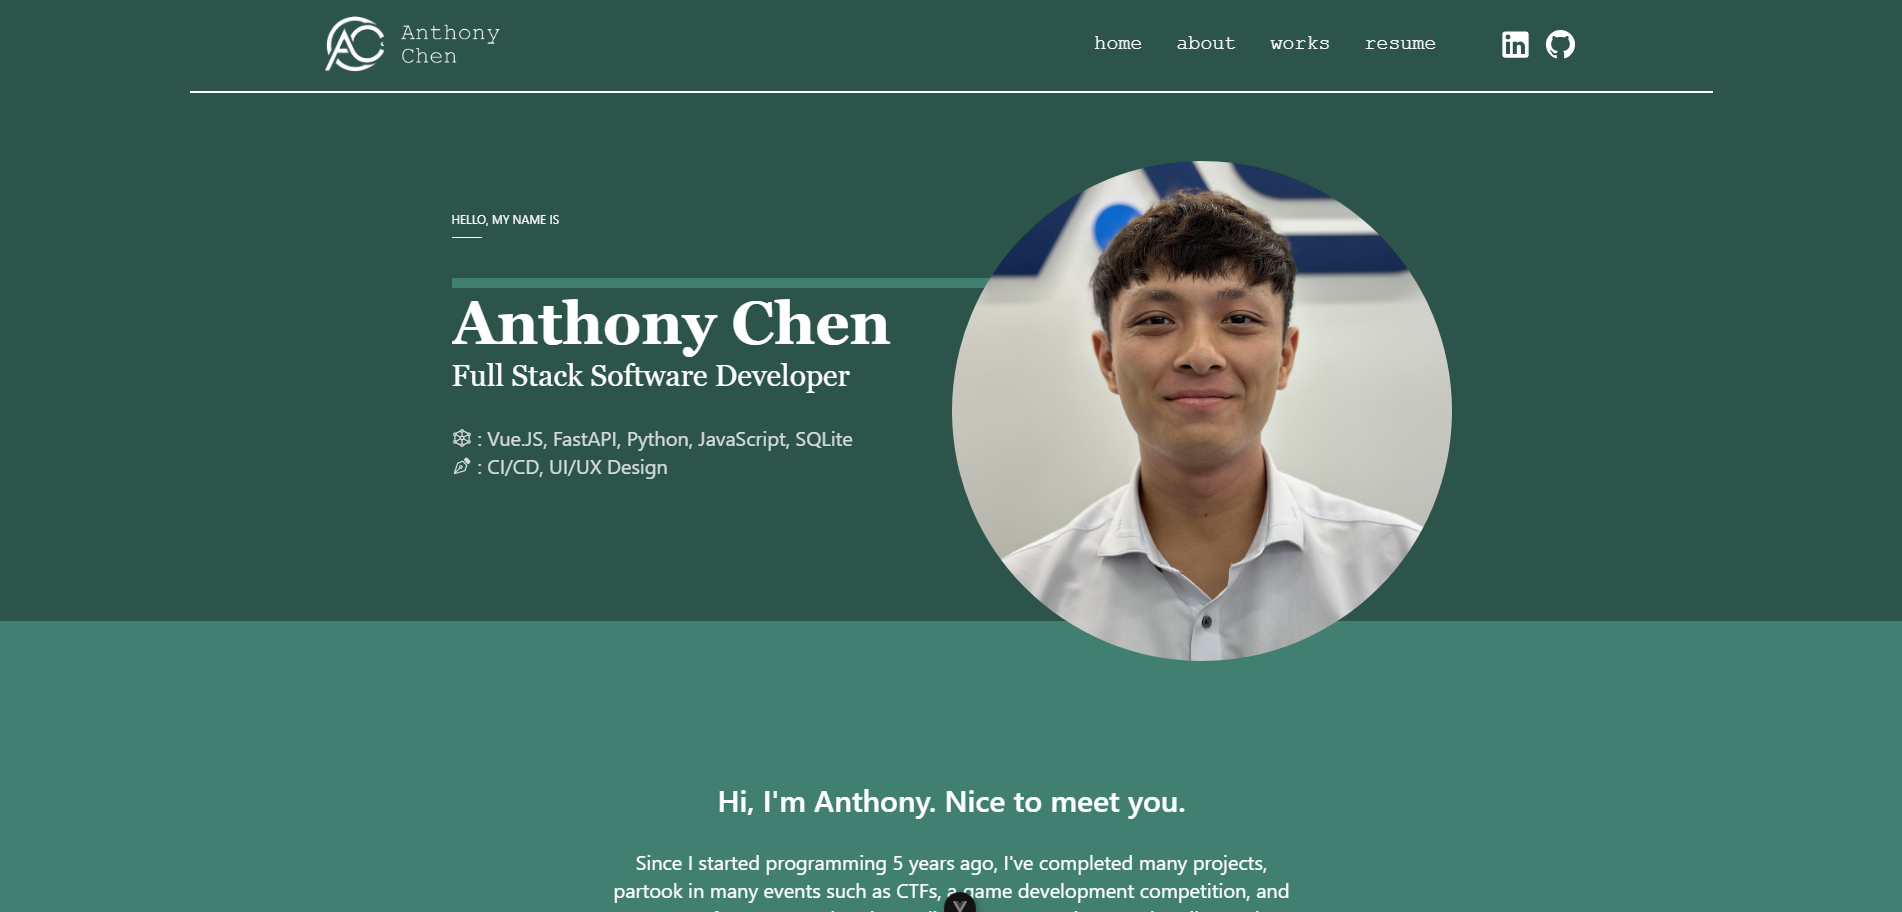 AC
Anthony
Chen
home about works resume
in
HELLO, MY NAME IS
Anthony Chen
Full Stack Software Developer
: Vue.JS, FastAPI, Python, JavaScript, SQLite
: CI/CD, UI/UX Design
Hi, I'm Anthony. Nice to meet you.
Since I started programming 5 years ago, I've completed many projects,
partook in many events such as CTFs, a game development competition, and